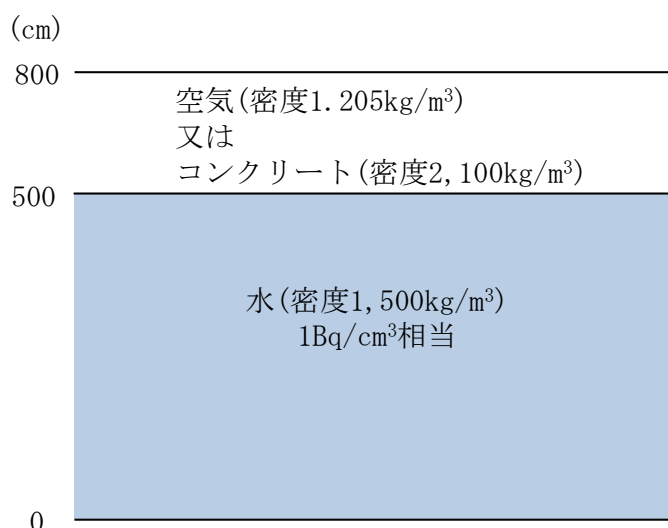 (cm)
800
空気(密度1.205kg/m³)
又は
コンクリート(密度2,100kg/m³)
500
水(密度1,500kg/m³)
1Bq/cm³相当
0